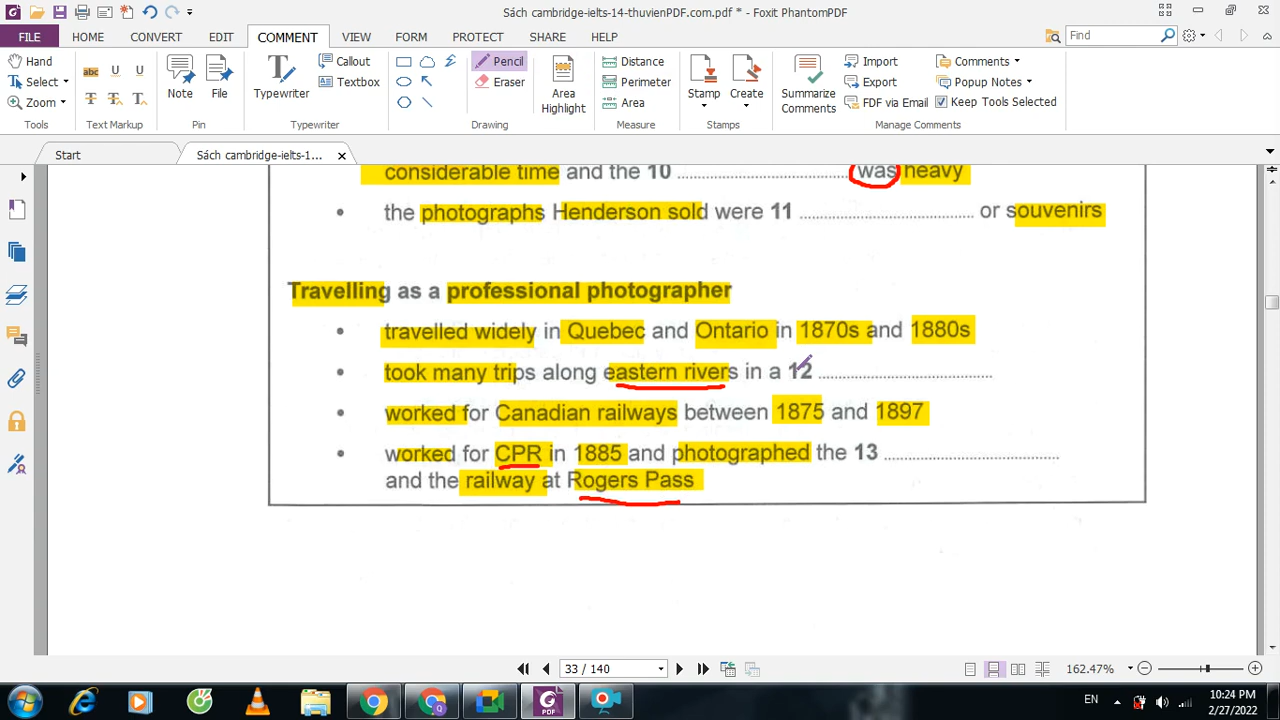 Sách cambridge-ielts-14-thuvienPDF.com.pdf * - Foxit PhantomPDF
FILE HOME CONVERT EDIT COMMENT VIEW FORM PROTECT SHARE HELP Find
Hand Select Zoom Tools
abc Text Markup
Note File Pin
Typewriter Callout Textbox Typewriter
Pencil Eraser Drawing
Area Highlight
Distance Perimeter Area Measure
Stamp Create Stamps
Summarize Comments Import Export FDF via Email Comments Popup Notes Keep Tools Selected Manage Comments
Start Sách cambridge-ielts-1...
considerable time and the 10 ........................................ was heavy
• the photographs Henderson sold were 11 ........................................ or souvenirs
Travelling as a professional photographer
• travelled widely in Quebec and Ontario in 1870s and 1880s
• took many trips along eastern rivers in a 12 ........................................
• worked for Canadian railways between 1875 and 1897
• worked for CPR in 1885 and photographed the 13 ........................................
and the railway at Rogers Pass
33 / 140 162.47%
EN 10:24 PM
2/27/2022